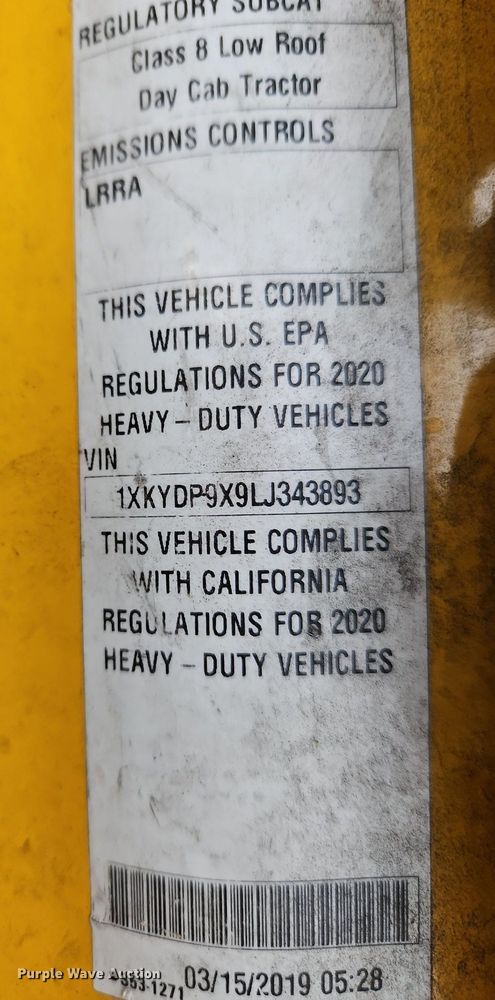 REGULATORY SUBCAT
Class 8 Low Roof
Day Cab Tractor
EMISSIONS CONTROLS
LRRA
THIS VEHICLE COMPLIES
WITH U.S. EPA
REGULATIONS FOR 2020
HEAVY – DUTY VEHICLES
VIN
1XKYDP9X9LJ343893
THIS VEHICLE COMPLIES
WITH CALIFORNIA
REGULATIONS FOR 2020
HEAVY – DUTY VEHICLES
03/15/2019 05:28
Purple Wave Auction